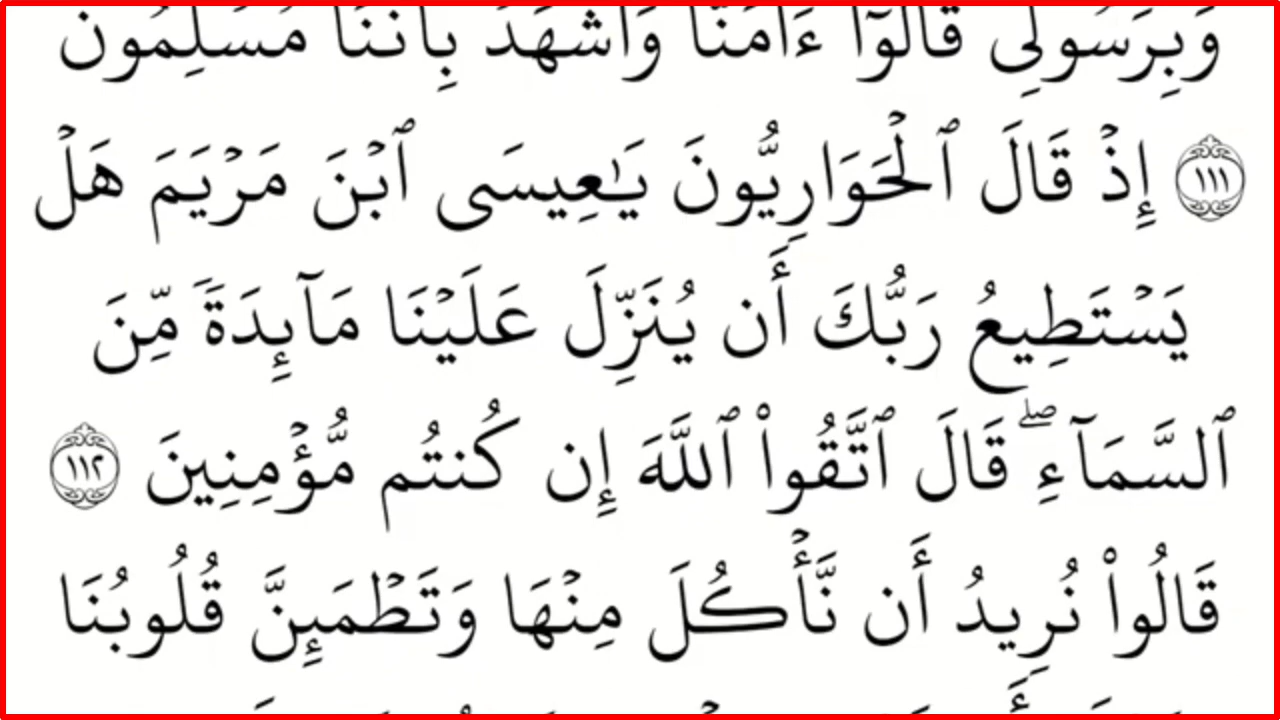 وَبِرَسُولِى قَالُوٓا۟ ءَامَنَّا وَٱشْهَدْ بِأَنَّنَا مُسْلِمُونَ
﴿١١١﴾ إِذْ قَالَ ٱلْحَوَارِيُّونَ يَـٰعِيسَى ٱبْنَ مَرْيَمَ هَلْ
يَسْتَطِيعُ رَبُّكَ أَن يُنَزِّلَ عَلَيْنَا مَآئِدَةً مِّنَ
ٱلسَّمَآءِ ۖ قَالَ ٱتَّقُوا۟ ٱللَّهَ إِن كُنتُم مُّؤْمِنِينَ ﴿١١٢﴾
قَالُوا۟ نُرِيدُ أَن نَّأْكُلَ مِنْهَا وَتَطْمَئِنَّ قُلُوبُنَا